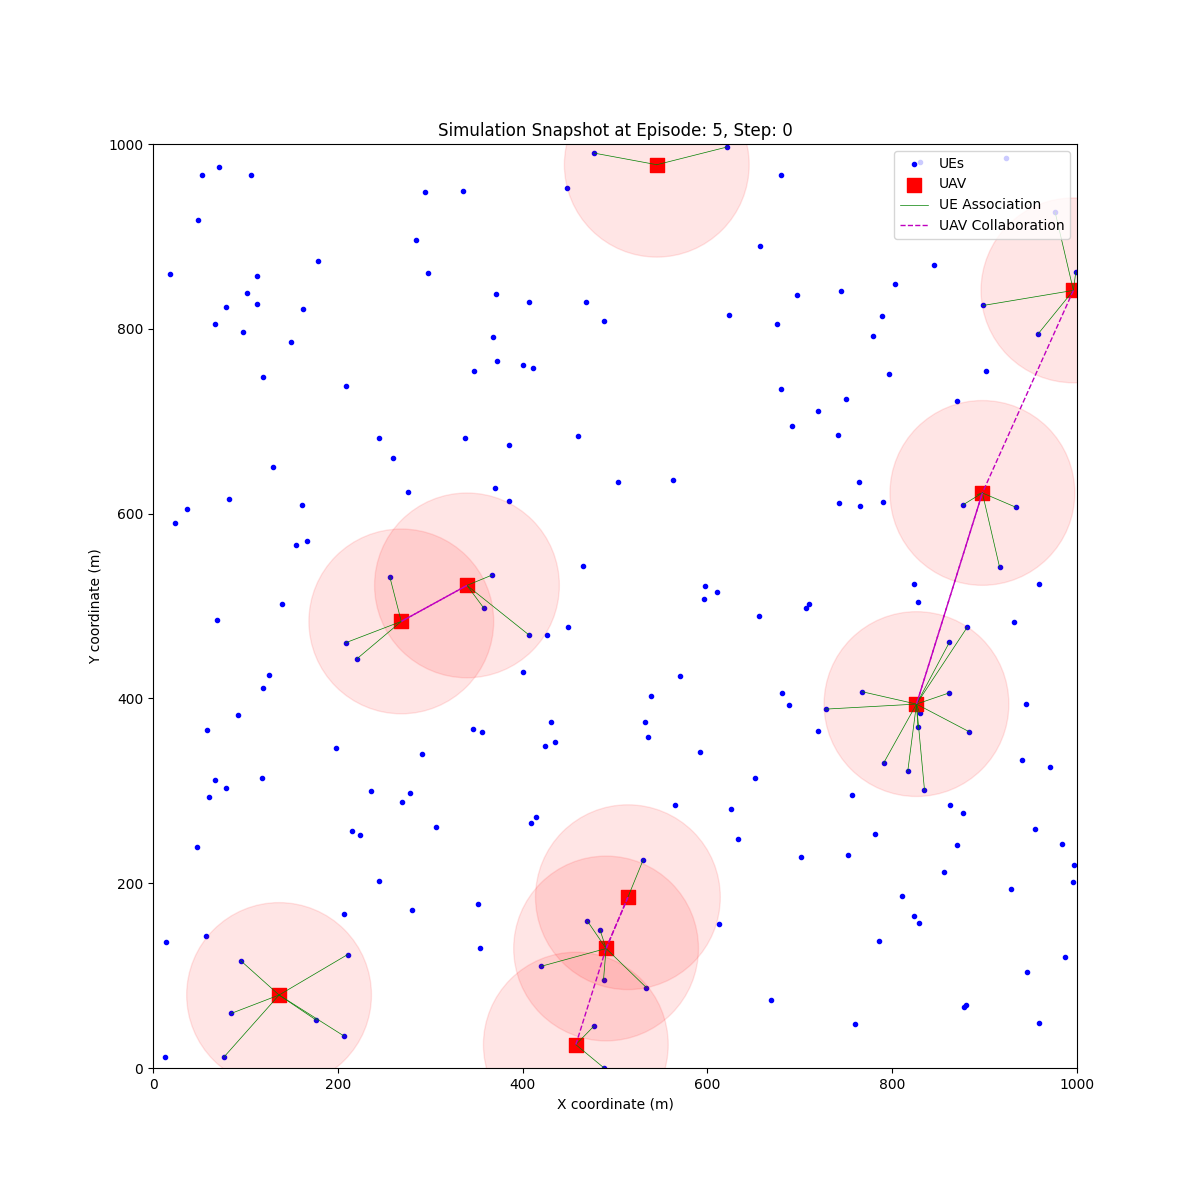 Simulation Snapshot at Episode: 5, Step: 0
UEs
UAV
UE Association
UAV Collaboration
1000
800
600
400
200
0
Y coordinate (m)
0 200 400 600 800 1000
X coordinate (m)